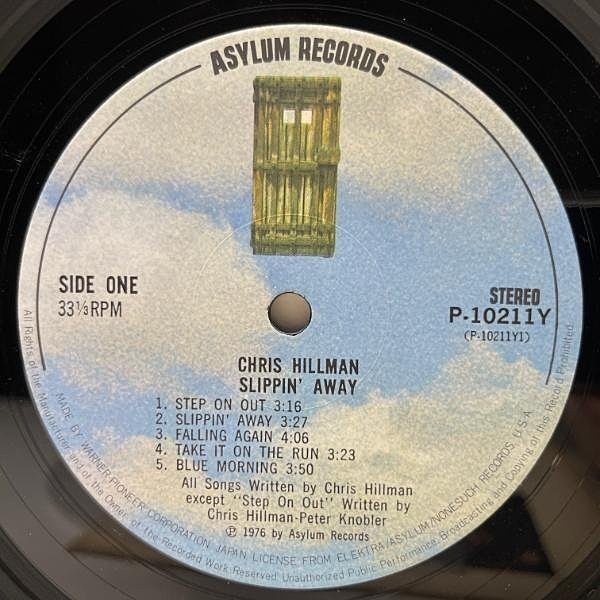 ASYLUM RECORDS
SIDE ONE
33⅓RPM
STEREO
P-10211Y
(P-10211Y1)
CHRIS HILLMAN
SLIPPIN' AWAY
1. STEP ON OUT 3:16
2. SLIPPIN' AWAY 3:27
3. FALLING AGAIN 4:06
4. TAKE IT ON THE RUN 3:23
5. BLUE MORNING 3:50
All Songs Written by Chris Hillman
except "Step On Out" Written by
Chris Hillman-Peter Knobler
Ⓟ 1976 by Asylum Records
MADE BY WARNER-PIONEER CORPORATION, JAPAN LICENSE FROM ELEKTRA/ASYLUM/NONESUCH RECORDS, U.S.A.
All Rights of the Manufacturer and of the Owner of the Recorded Work Reserved. Unauthorized Public Performance, Broadcasting and Copying of this Record Prohibited.